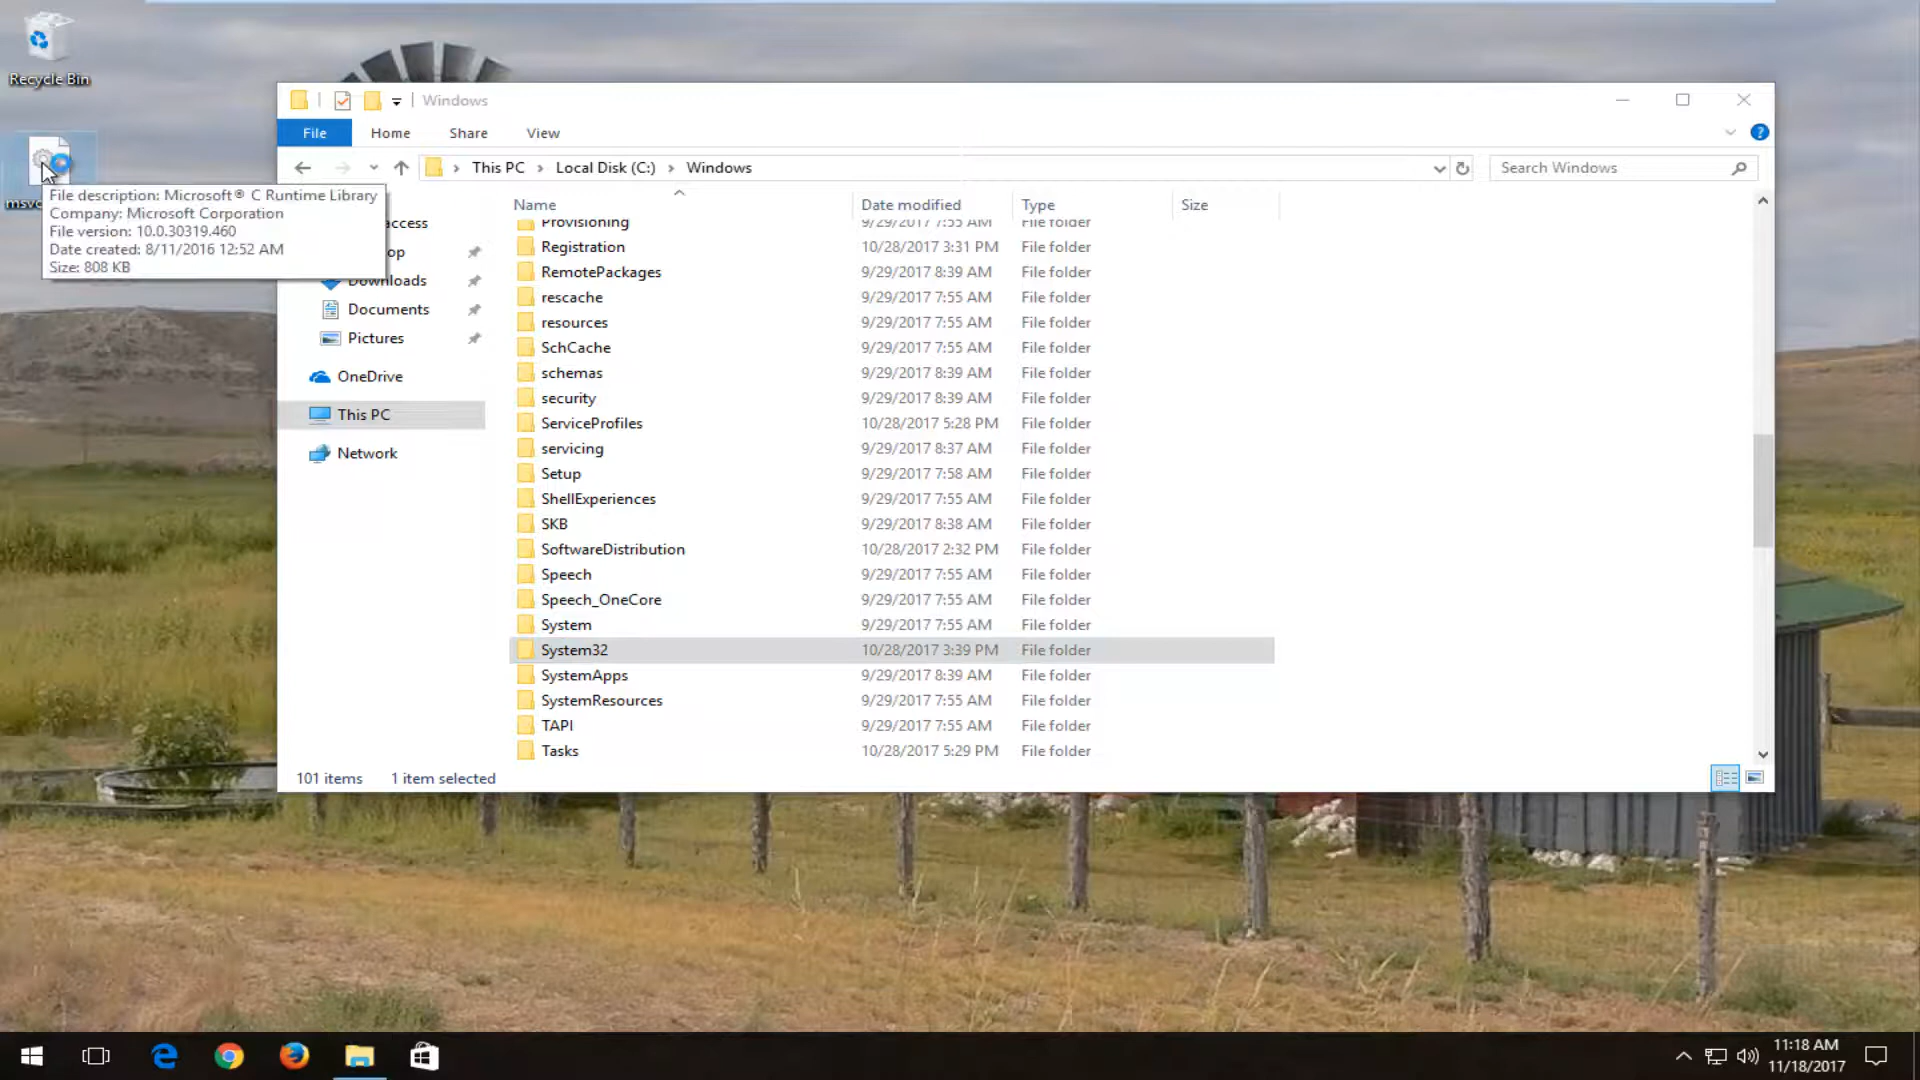 Recycle Bin
Windows
File
Home
Share
View
This PC
Local Disk (C:)
Windows
Search Windows
File description: Microsoft® C Runtime Library
Company: Microsoft Corporation
File version: 10.0.30319.460
Date created: 8/11/2016 12:52 AM
Size: 808 KB
Downloads
Documents
Pictures
OneDrive
This PC
Network
Name Date modified Type Size
Provisioning 9/29/2017 7:55 AM File folder
Registration 10/28/2017 3:31 PM File folder
RemotePackages 9/29/2017 8:39 AM File folder
rescache 9/29/2017 7:55 AM File folder
resources 9/29/2017 7:55 AM File folder
SchCache 9/29/2017 7:55 AM File folder
schemas 9/29/2017 8:39 AM File folder
security 9/29/2017 8:39 AM File folder
ServiceProfiles 10/28/2017 5:28 PM File folder
servicing 9/29/2017 8:37 AM File folder
Setup 9/29/2017 7:58 AM File folder
ShellExperiences 9/29/2017 7:55 AM File folder
SKB 9/29/2017 8:38 AM File folder
SoftwareDistribution 10/28/2017 2:32 PM File folder
Speech 9/29/2017 7:55 AM File folder
Speech_OneCore 9/29/2017 7:55 AM File folder
System 9/29/2017 7:55 AM File folder
System32 10/28/2017 3:39 PM File folder
SystemApps 9/29/2017 8:39 AM File folder
SystemResources 9/29/2017 7:55 AM File folder
TAPI 9/29/2017 7:55 AM File folder
Tasks 10/28/2017 5:29 PM File folder
101 items 1 item selected
11:18 AM
11/18/2017